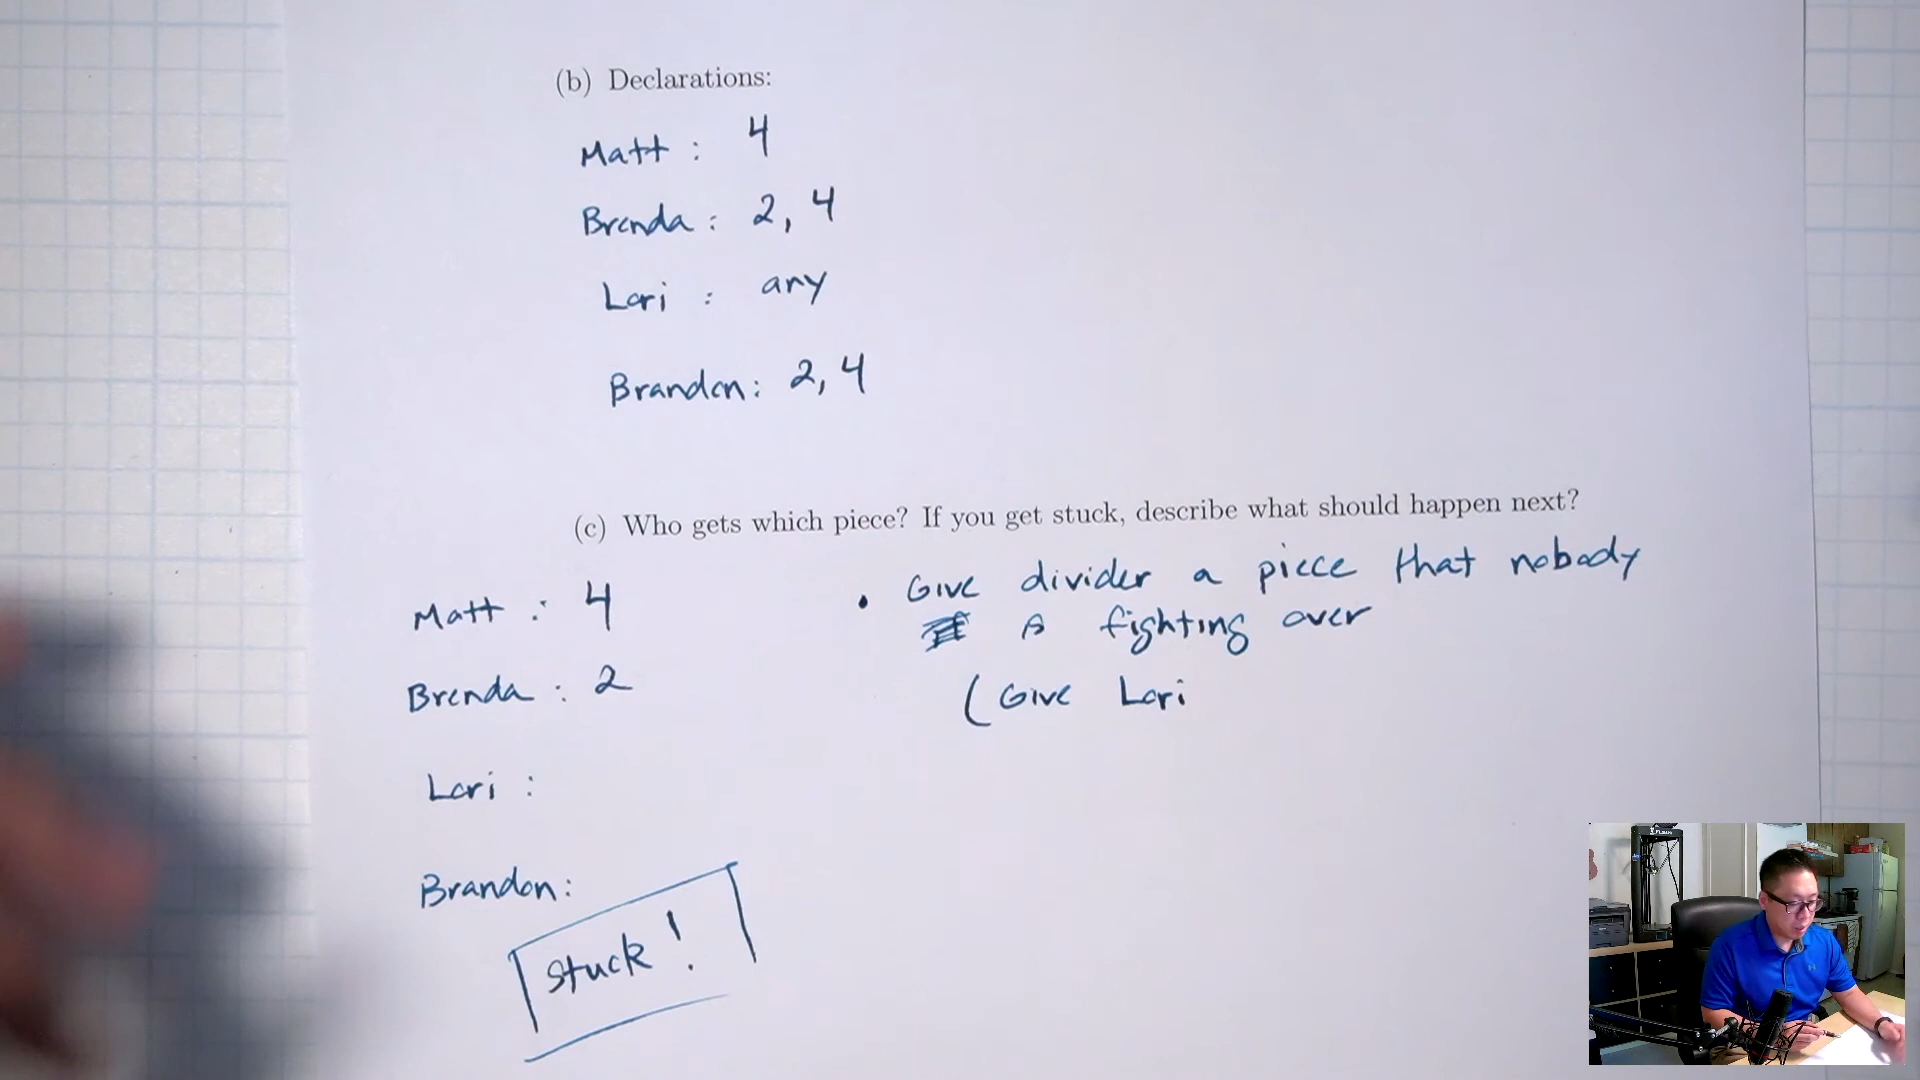 (b) Declarations:
Matt : 4
Brenda : 2, 4
Lori : any
Brandon: 2, 4
(c) Who gets which piece? If you get stuck, describe what should happen next?
Matt : 4
Brenda : 2
Lori :
Brandon:
stuck!
• Give divider a piece that nobody
is fighting over
(Give Lori